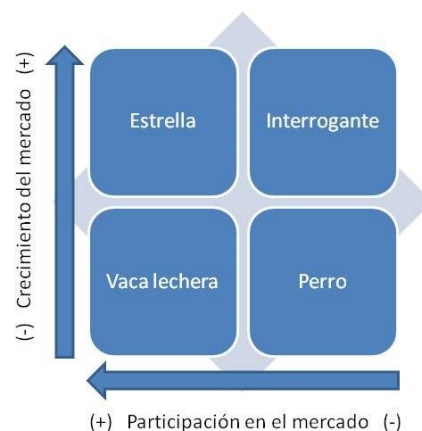 (-) Crecimiento del mercado (+)
Estrella
Interrogante
Vaca lechera
Perro
(+) Participación en el mercado (-)